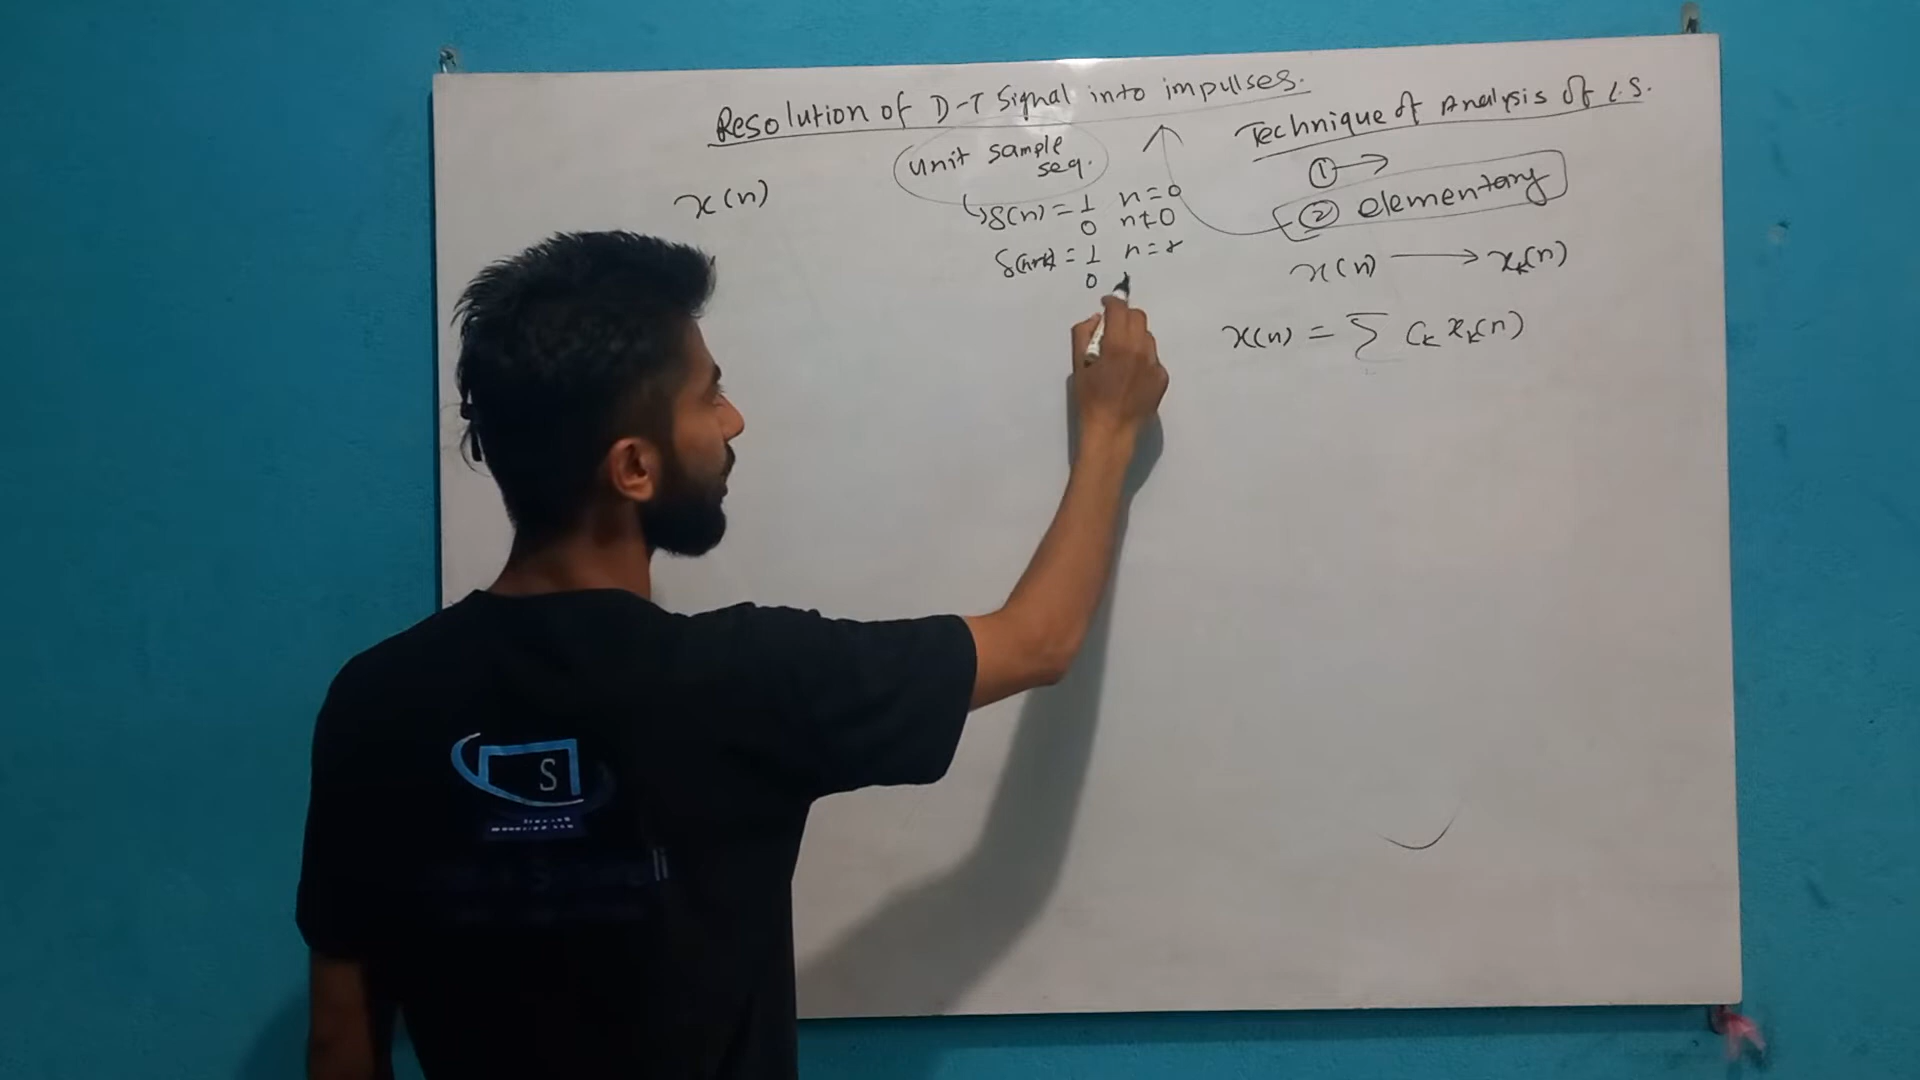 Resolution of D-T Signal into impulses.
unit sample
seq.
x(n)
δ(n) = 1 n=0
0 n≠0
= 1 n=
0
Technique of Analysis of L.S.
① →
② elementary
x(n) → xₖ(n)
x(n) = Σ Cₖ xₖ(n)
S